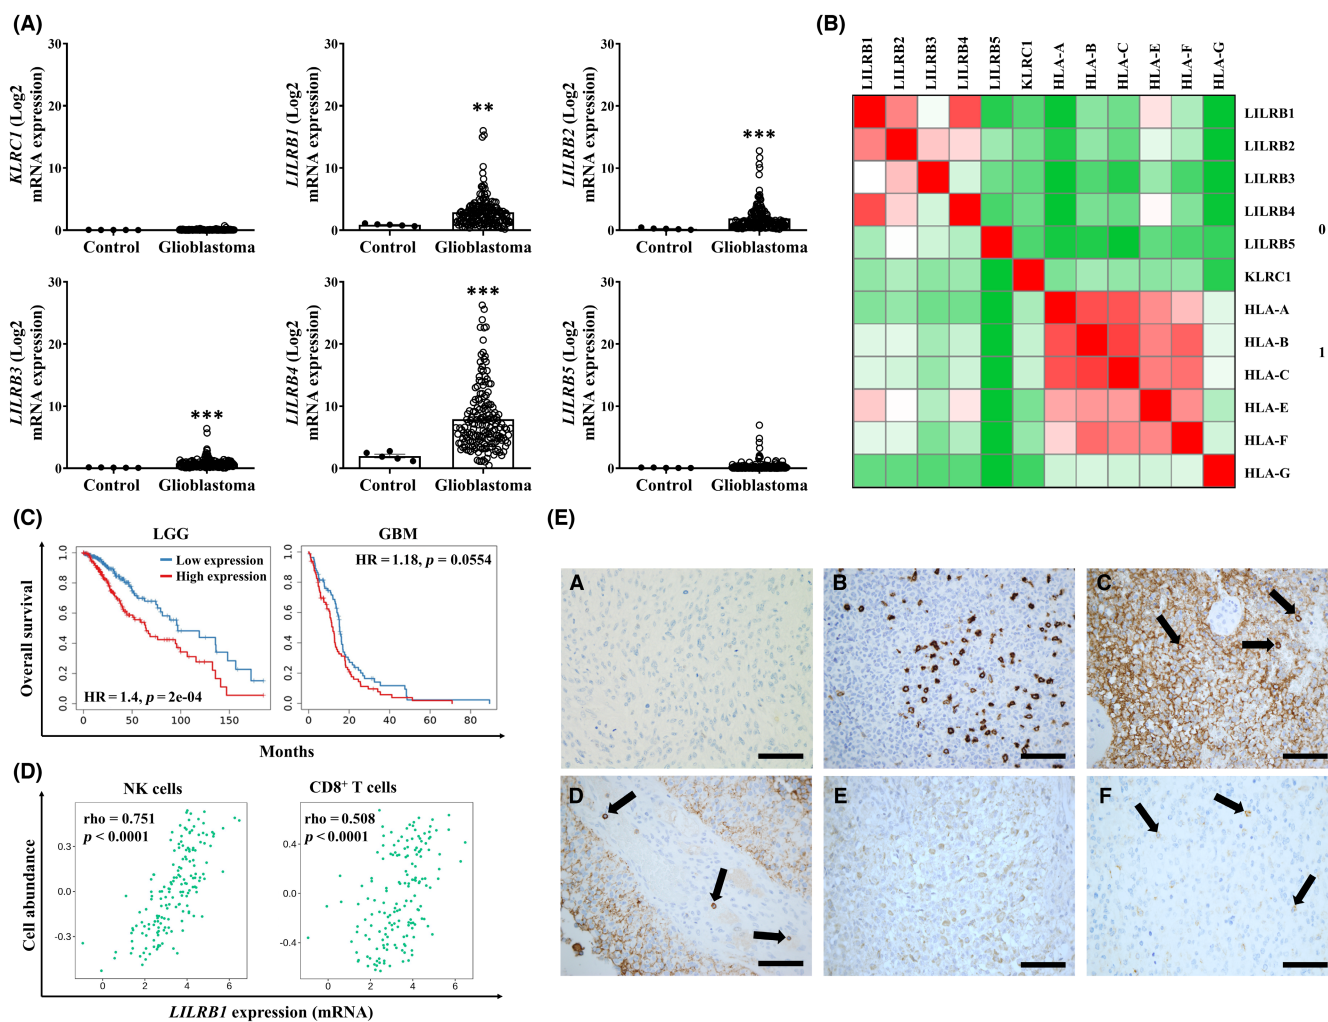 (A)
30
20
10
0
KLRC1 (Log2
mRNA expression)
Control
Glioblastoma
30
20
10
0
LILRB1 (Log2
mRNA expression)
**
Control
Glioblastoma
30
20
10
0
LILRB2 (Log2
mRNA expression)
***
Control
Glioblastoma
30
20
10
0
LILRB3 (Log2
mRNA expression)
***
Control
Glioblastoma
30
20
10
0
LILRB4 (Log2
mRNA expression)
***
Control
Glioblastoma
30
20
10
0
LILRB5 (Log2
mRNA expression)
Control
Glioblastoma
(B)
LILRB1
LILRB2
LILRB3
LILRB4
LILRB5
KLRC1
HLA-A
HLA-B
HLA-C
HLA-E
HLA-F
HLA-G
LILRB1
LILRB2
LILRB3
LILRB4
LILRB5
KLRC1
HLA-A
HLA-B
HLA-C
HLA-E
HLA-F
HLA-G
0
1
(C)
LGG
GBM
Overall survival
1.0
0.8
0.6
0.4
0.2
0.0
Low expression
High expression
HR = 1.4, p = 2e-04
0
50
100
150
1.0
0.8
0.6
0.4
0.2
0.0
HR = 1.18, p = 0.0554
0
20
40
60
80
Months
(D)
NK cells
CD8+ T cells
Cell abundance
rho = 0.751
p < 0.0001
0.3
0.0
-0.3
0
2
4
6
rho = 0.508
p < 0.0001
0.4
0.0
-0.4
0
2
4
6
LILRB1 expression (mRNA)
(E)
A
B
C
D
E
F